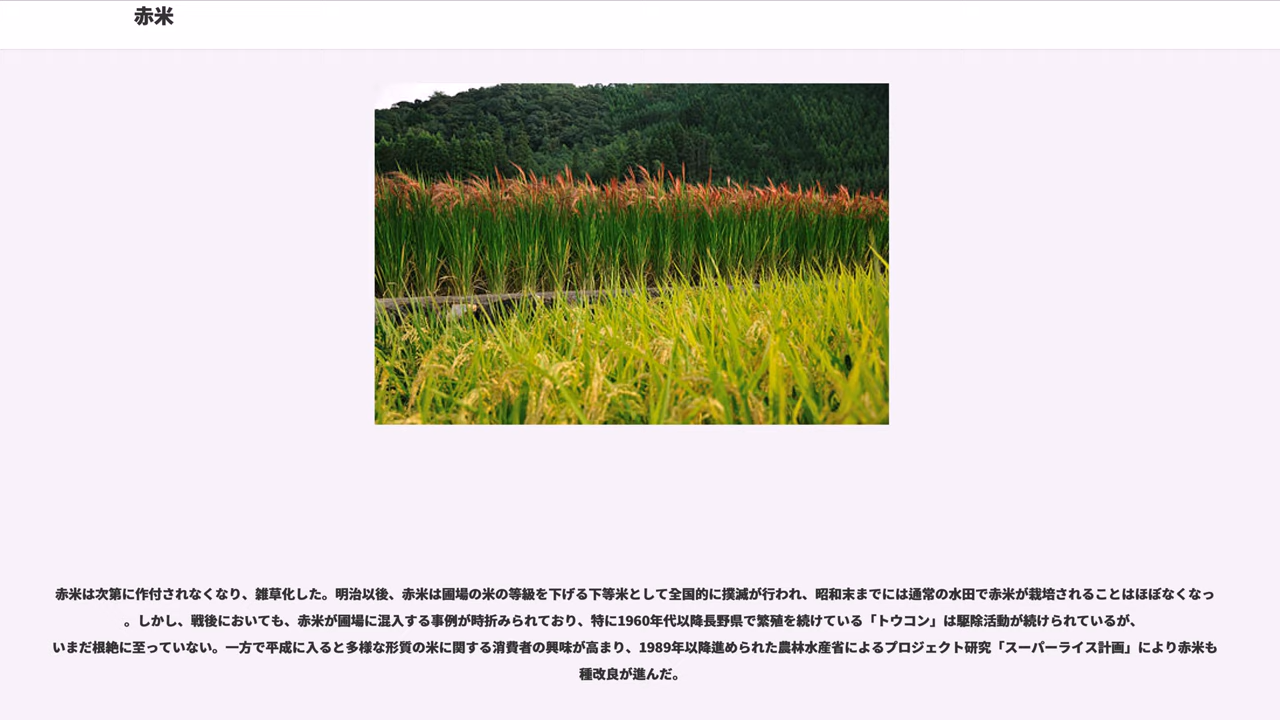 赤米
赤米は次第に作付されなくなり、雑草化した。明治以後、赤米は圃場の米の等級を下げる下等米として全国的に撲滅が行われ、昭和末までには通常の水田で赤米が栽培されることはほぼなくなっ
。しかし、戦後においても、赤米が圃場に混入する事例が時折みられており、特に1960年代以降長野県で繁殖を続けている「トウコン」は駆除活動が続けられているが、
いまだ根絶に至っていない。一方で平成に入ると多様な形質の米に関する消費者の興味が高まり、1989年以降進められた農林水産省によるプロジェクト研究「スーパーライス計画」により赤米も
種改良が進んだ。